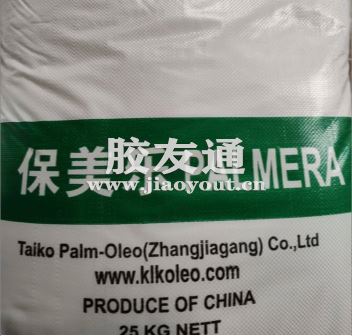 保美
MERA
胶友通
www.jiaoyout.cn
Taiko Palm-Oleo(Zhangjiagang) Co.,Ltd
www.klkoleo.com
PRODUCE OF CHINA
25 KG NETT